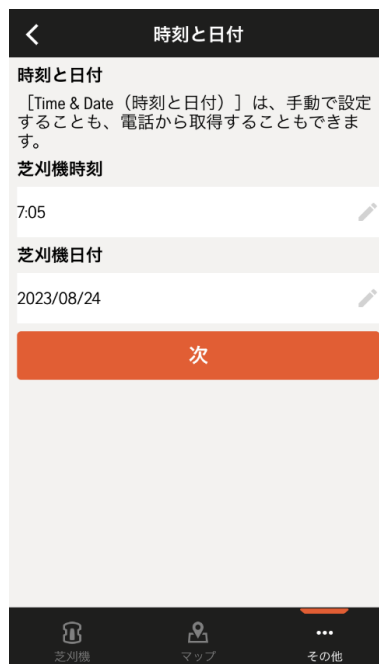 時刻と日付
時刻と日付
［Time & Date（時刻と日付）］は、手動で設定
することも、電話から取得することもできま
す。
芝刈機時刻
7:05
芝刈機日付
2023/08/24
次
芝刈機
マップ
その他